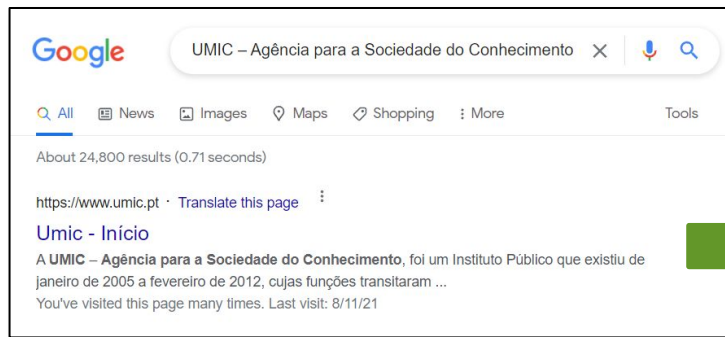 Google
UMIC – Agência para a Sociedade do Conhecimento
All News Images Maps Shopping More Tools
About 24,800 results (0.71 seconds)
https://www.umic.pt · Translate this page
Umic - Início
A UMIC – Agência para a Sociedade do Conhecimento, foi um Instituto Público que existiu de
janeiro de 2005 a fevereiro de 2012, cujas funções transitaram ...
You've visited this page many times. Last visit: 8/11/21